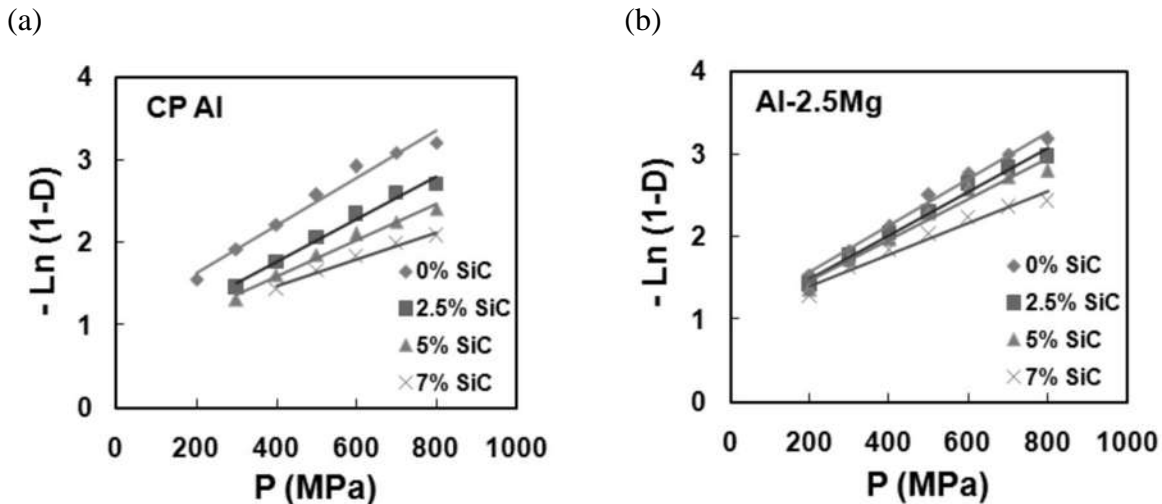 (a)
CP Al
- Ln (1-D)
4
3
2
1
0
0% SiC
2.5% SiC
5% SiC
7% SiC
0 200 400 600 800 1000
P (MPa)
(b)
Al-2.5Mg
- Ln (1-D)
4
3
2
1
0
0% SiC
2.5% SiC
5% SiC
7% SiC
0 200 400 600 800 1000
P (MPa)